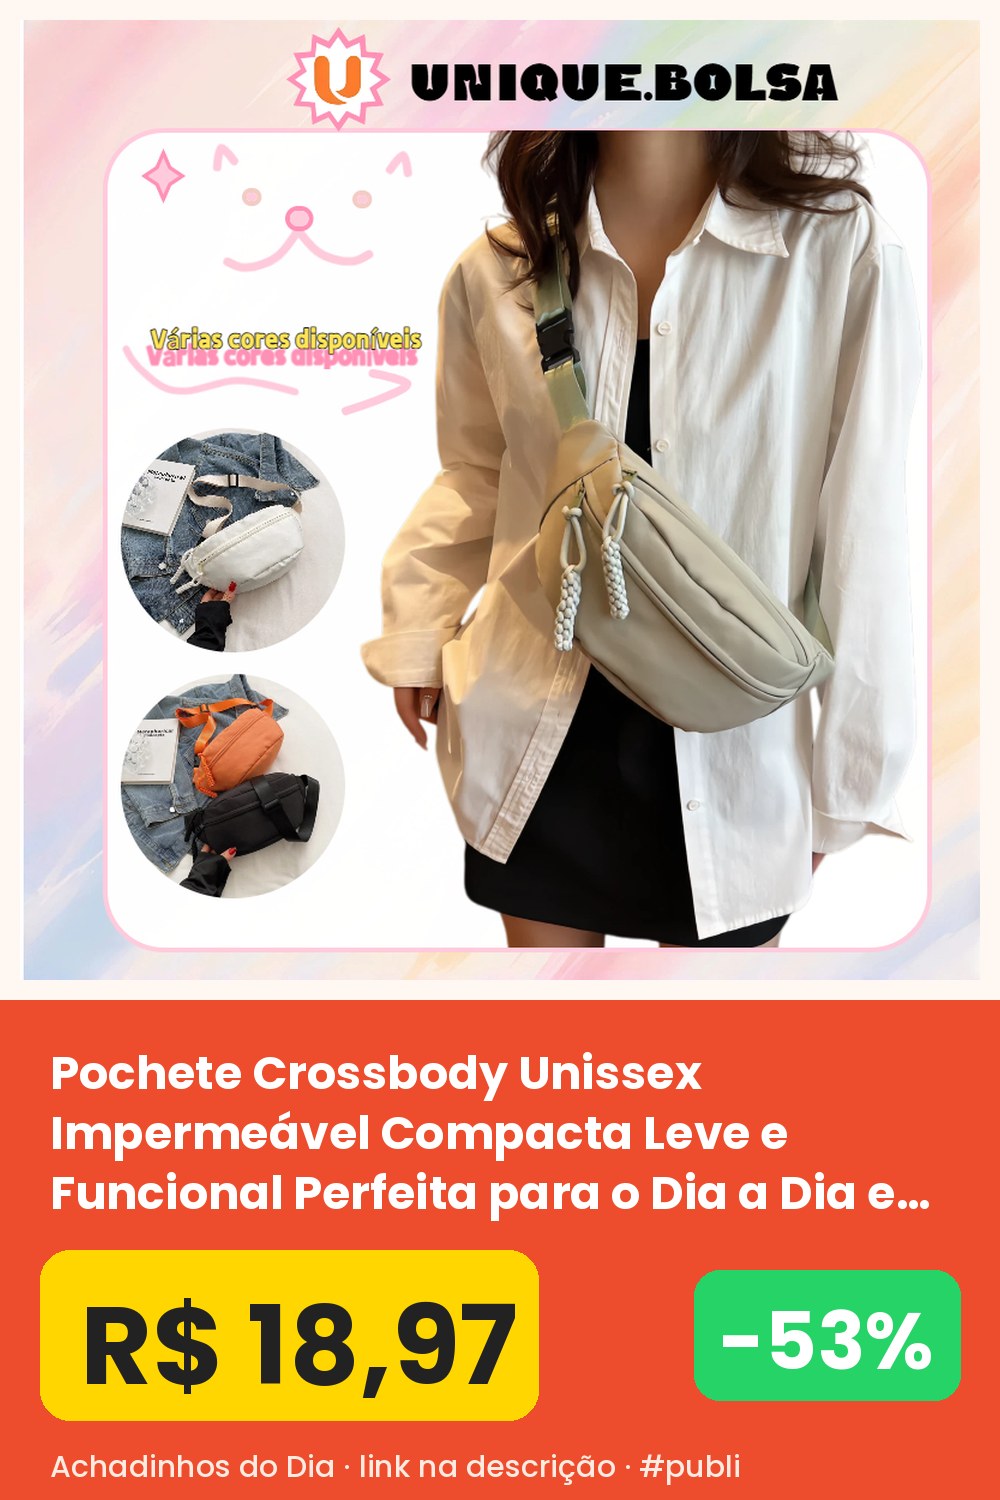 U UNIQUE.BOLSA
Várias cores disponíveis
Várias cores disponíveis
Pochete Crossbody Unissex
Impermeável Compacta Leve e
Funcional Perfeita para o Dia a Dia e...
R$ 18,97
-53%
Achadinhos do Dia · link na descrição · #publi